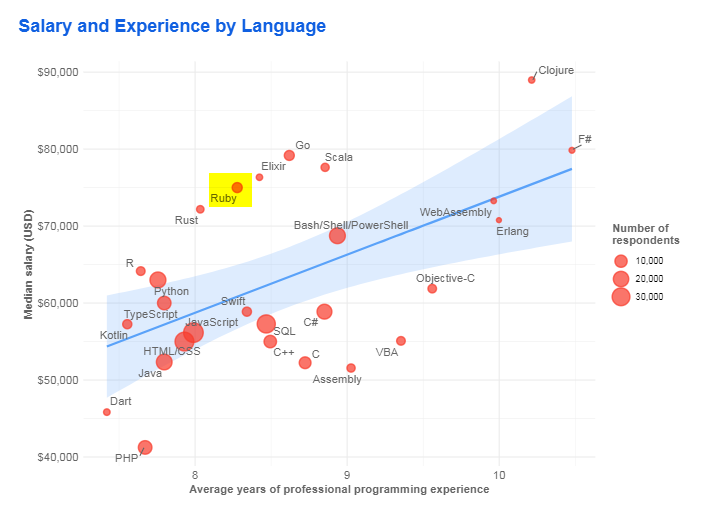 Salary and Experience by Language
$90,000
$80,000
$70,000
$60,000
$50,000
$40,000
Median salary (USD)
Clojure
F#
Go
Scala
Elixir
Ruby
Rust
WebAssembly
Bash/Shell/PowerShell
Erlang
R
Python
Objective-C
TypeScript
Swift
Kotlin
JavaScript
SQL
C#
HTML/CSS
C++
C
VBA
Java
Assembly
Dart
PHP
8
9
10
Average years of professional programming experience
Number of
respondents
10,000
20,000
30,000